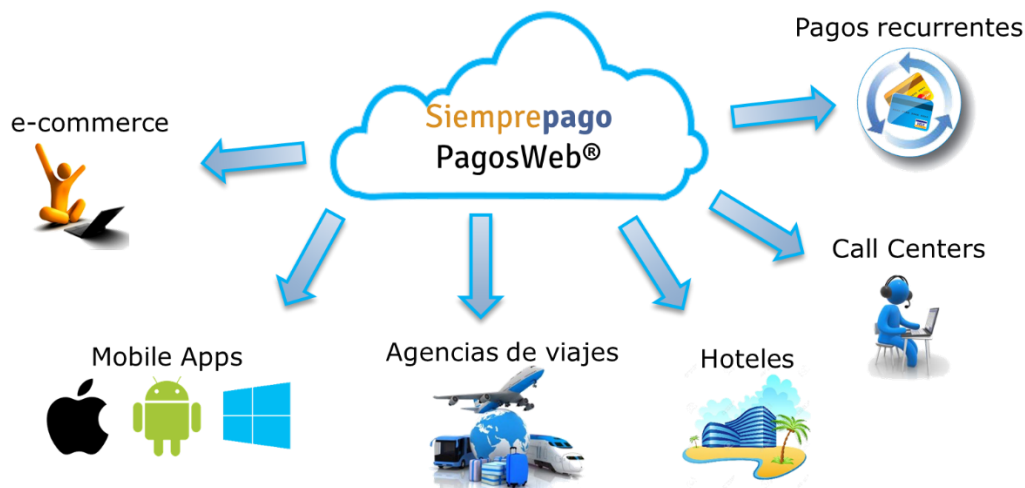 Pagos recurrentes
e-commerce
Siemprepago
PagosWeb®
Call Centers
Mobile Apps
Agencias de viajes
Hoteles